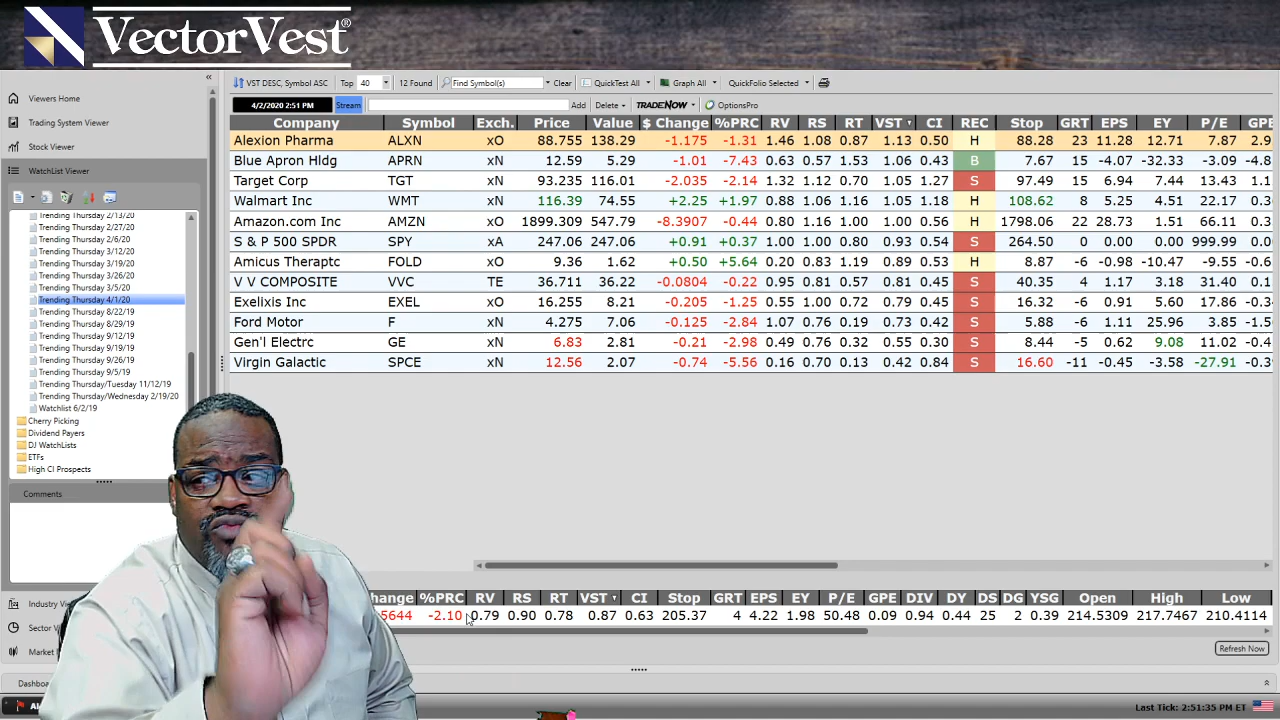 VectorVest®
«
VST DESC, Symbol ASC Top 40 12 Found Find Symbol(s) Clear QuickTest All Graph All QuickFolio Selected
Viewers Home
4/2/2020 2:51 PM Stream Add Delete TRADENOW OptionsPro
Trading System Viewer
Stock Viewer
WatchList Viewer
Company Symbol Exch. Price Value $ Change %PRC RV RS RT VST CI REC Stop GRT EPS EY P/E GPE
Alexion Pharma ALXN xO 88.755 138.29 -1.175 -1.31 1.46 1.08 0.87 1.13 0.50 H 88.28 23 11.28 12.71 7.87 2.9
Blue Apron Hldg APRN xN 12.59 5.29 -1.01 -7.43 0.63 0.57 1.53 1.06 0.43 B 7.67 15 -4.07 -32.33 -3.09 -4.8
Target Corp TGT xN 93.235 116.01 -2.035 -2.14 1.32 1.12 0.70 1.05 1.27 S 97.49 15 6.94 7.44 13.43 1.1
Walmart Inc WMT xN 116.39 74.55 +2.25 +1.97 0.88 1.06 1.16 1.05 1.18 H 108.62 8 5.25 4.51 22.17 0.3
Amazon.com Inc AMZN xO 1899.309 547.79 -8.3907 -0.44 0.80 1.16 1.00 1.00 0.56 H 1798.06 22 28.73 1.51 66.11 0.3
S & P 500 SPDR SPY xA 247.06 247.06 +0.91 +0.37 1.00 1.00 0.80 0.93 0.54 S 264.50 0 0.00 0.00 999.99 0.0
Amicus Theraptc FOLD xO 9.36 1.62 +0.50 +5.64 0.20 0.83 1.19 0.89 0.53 H 8.87 -6 -0.98 -10.47 -9.55 -0.6
V V COMPOSITE VVC TE 36.711 36.22 -0.0804 -0.22 0.95 0.81 0.57 0.81 0.45 S 40.35 4 1.17 3.18 31.40 0.1
Exelixis Inc EXEL xO 16.255 8.21 -0.205 -1.25 0.55 1.00 0.72 0.79 0.45 S 16.32 -6 0.91 5.60 17.86 -0.3
Ford Motor F xN 4.275 7.06 -0.125 -2.84 1.07 0.76 0.19 0.73 0.42 S 5.88 -6 1.11 25.96 3.85 -1.5
Gen'l Electrc GE xN 6.83 2.81 -0.21 -2.98 0.49 0.76 0.32 0.55 0.30 S 8.44 -5 0.62 9.08 11.02 -0.4
Virgin Galactic SPCE xN 12.56 2.07 -0.74 -5.56 0.16 0.70 0.13 0.42 0.84 S 16.60 -11 -0.45 -3.58 -27.91 -0.3
Trending Thursday 2/13/20
Trending Thursday 2/27/20
Trending Thursday 2/6/20
Trending Thursday 3/12/20
Trending Thursday 3/19/20
Trending Thursday 3/26/20
Trending Thursday 3/5/20
Trending Thursday 4/1/20
Trending Thursday 8/22/19
Trending Thursday 8/29/19
Trending Thursday 9/12/19
Trending Thursday 9/19/19
Trending Thursday 9/26/19
Trending Thursday 9/5/19
Trending Thursday/Tuesday 11/12/19
Trending Thursday/Wednesday 2/19/20
Watchlist 6/2/19
Cherry Picking
Dividend Payers
DJ WatchLists
ETFs
High CI Prospects
Comments
Industry Vi
Sector V
Market
Dashbo
hange %PRC RV RS RT VST CI Stop GRT EPS EY P/E GPE DIV DY DS DG YSG Open High Low
5644 -2.10 0.79 0.90 0.78 0.87 0.63 205.37 4 4.22 1.98 50.48 0.09 0.94 0.44 25 2 0.39 214.5309 217.7467 210.4114
Refresh Now
Last Tick: 2:51:35 PM ET